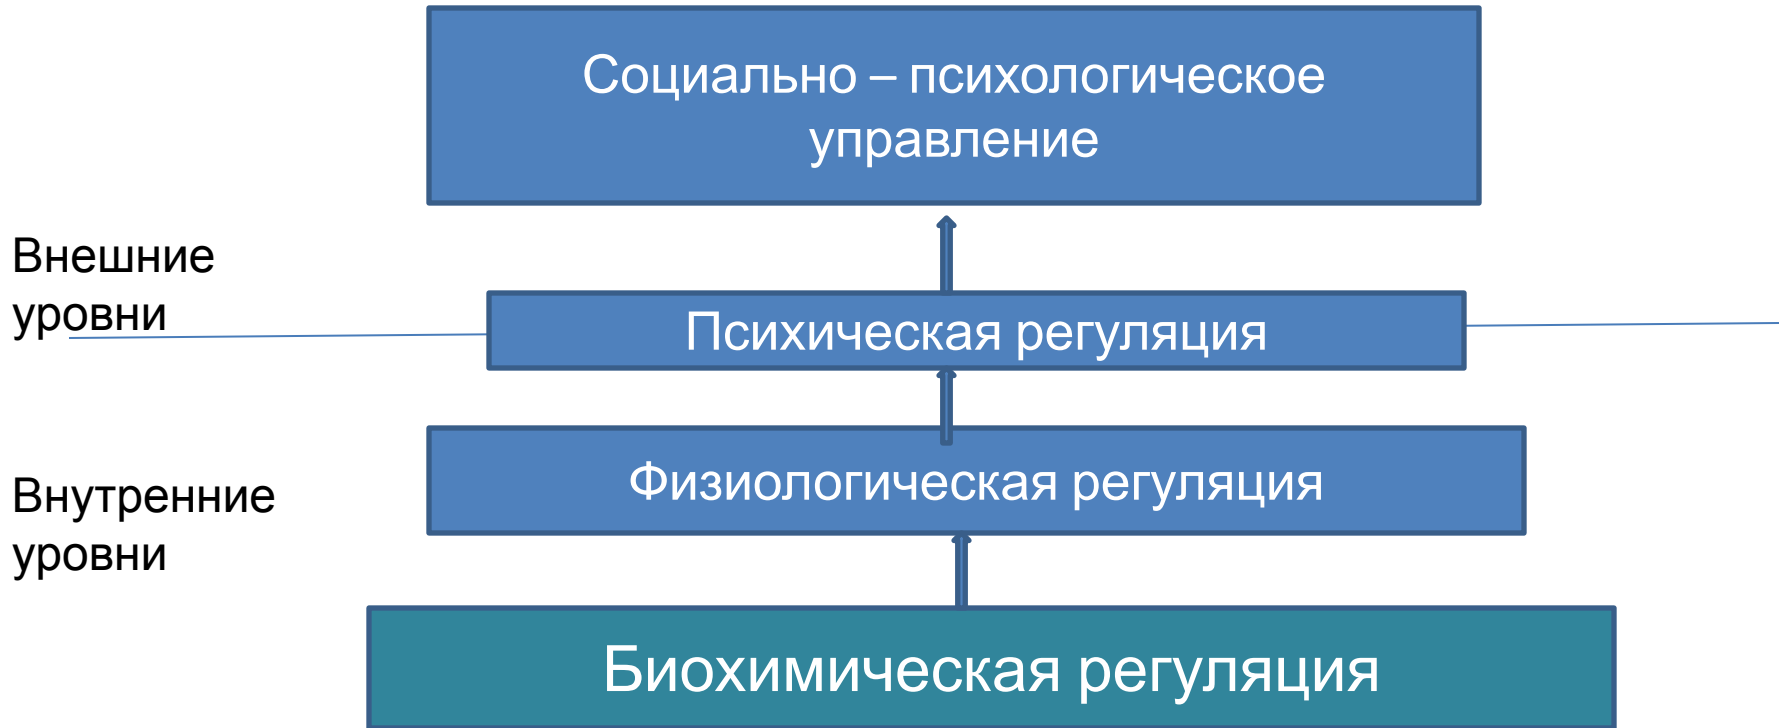 Социально – психологическое
управление
Внешние
уровни
Психическая регуляция
Физиологическая регуляция
Внутренние
уровни
Биохимическая регуляция